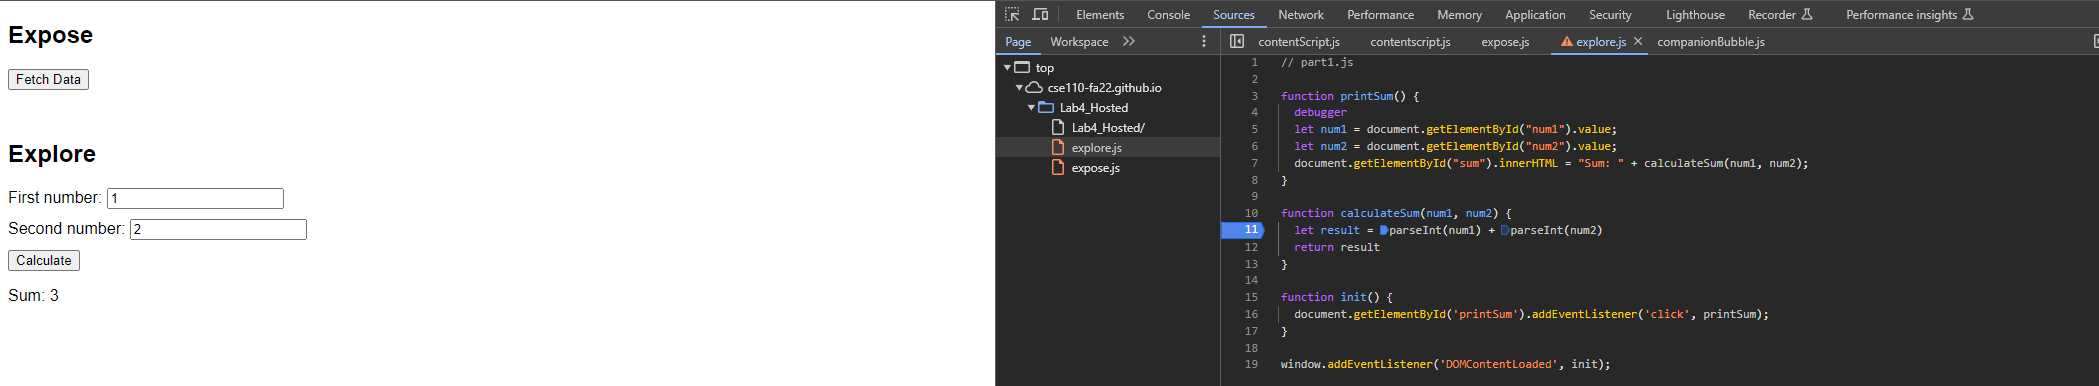 Expose
Fetch Data
Explore
First number: 1
Second number: 2
Calculate
Sum: 3
Elements Console Sources Network Performance Memory Application Security Lighthouse Recorder Performance insights
Page Workspace
contentScript.js contentscript.js expose.js explore.js companionBubble.js
top
cse110-fa22.github.io
Lab4_Hosted
Lab4_Hosted/
explore.js
expose.js
1 // part1.js
2
3 function printSum() {
4 debugger
5 let num1 = document.getElementById("num1").value;
6 let num2 = document.getElementById("num2").value;
7 document.getElementById("sum").innerHTML = "Sum: " + calculateSum(num1, num2);
8 }
9
10 function calculateSum(num1, num2) {
11 let result = parseInt(num1) + parseInt(num2)
12 return result
13 }
14
15 function init() {
16 document.getElementById('printSum').addEventListener('click', printSum);
17 }
18
19 window.addEventListener('DOMContentLoaded', init);